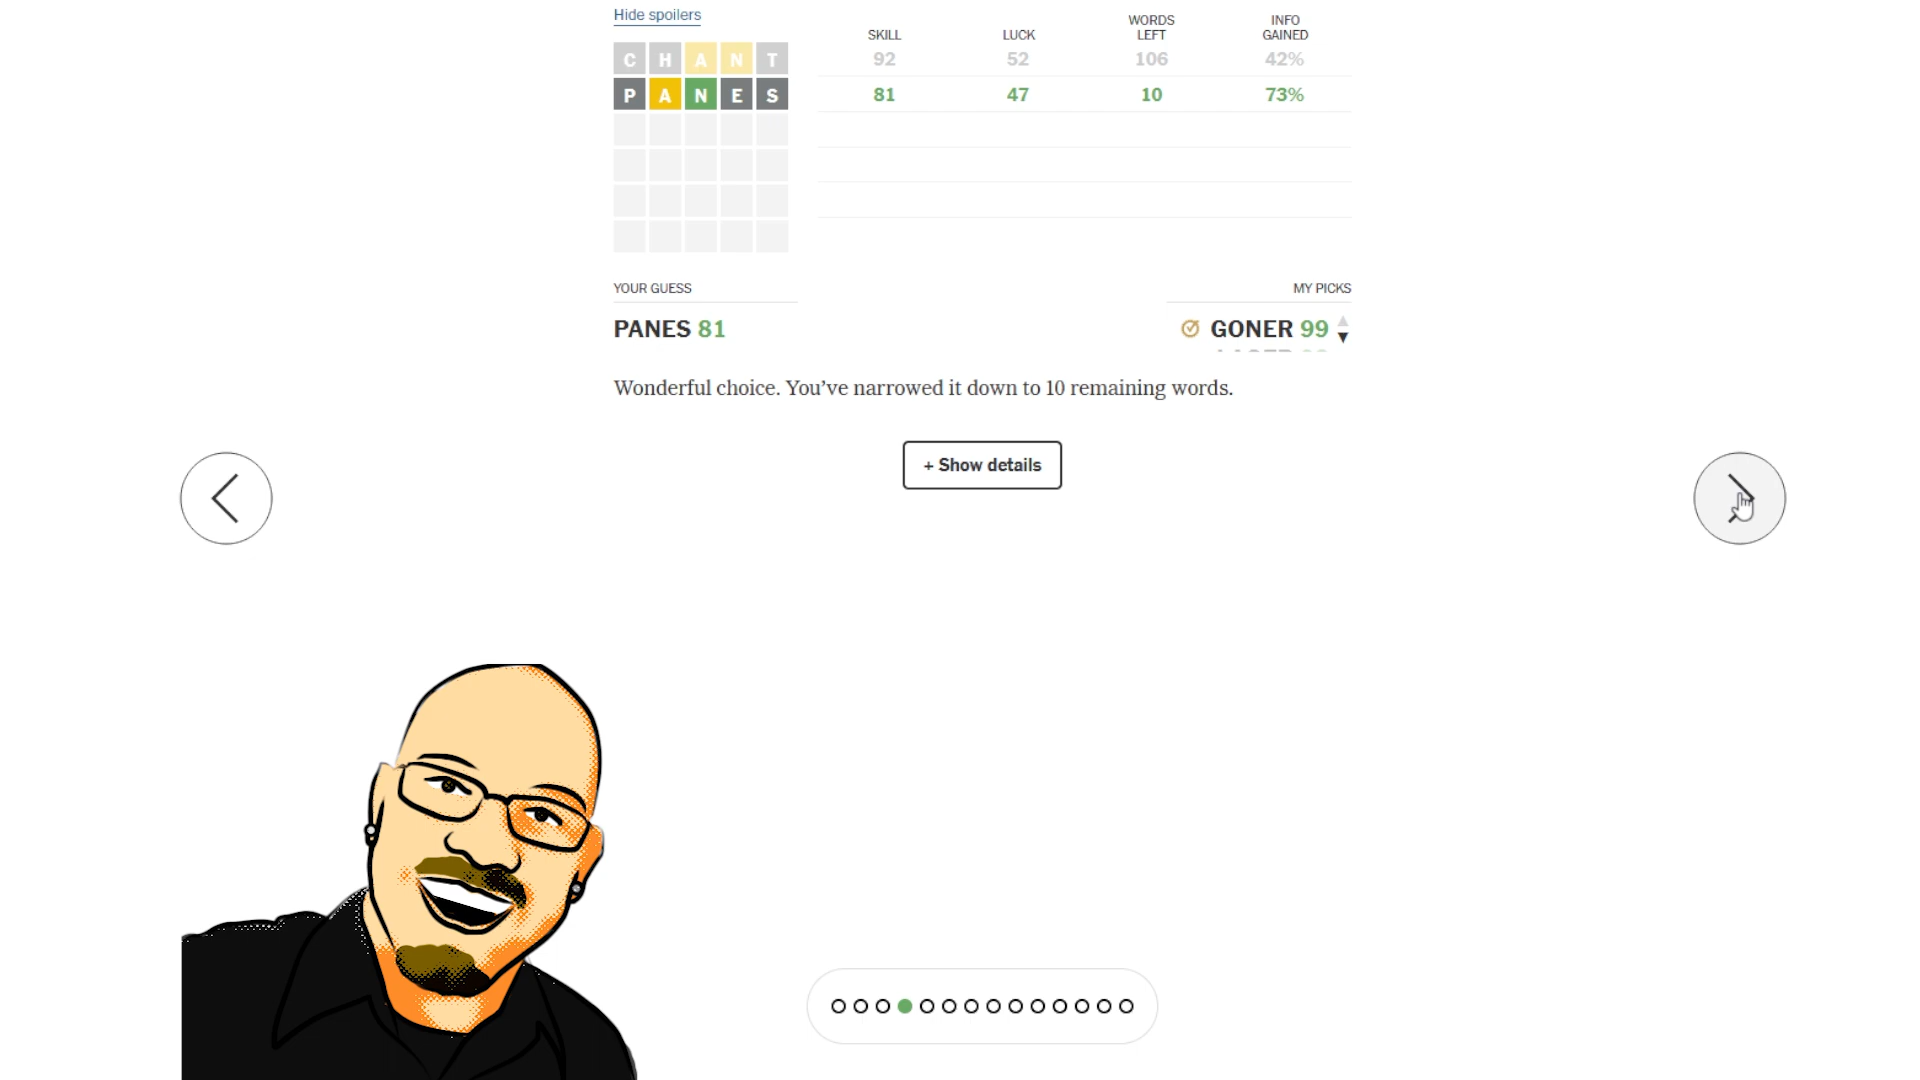 Hide spoilers
SKILL LUCK WORDS LEFT INFO GAINED
C H A N T 92 52 106 42%
P A N E S 81 47 10 73%
YOUR GUESS MY PICKS
PANES 81 GONER 99
Wonderful choice. You’ve narrowed it down to 10 remaining words.
+ Show details